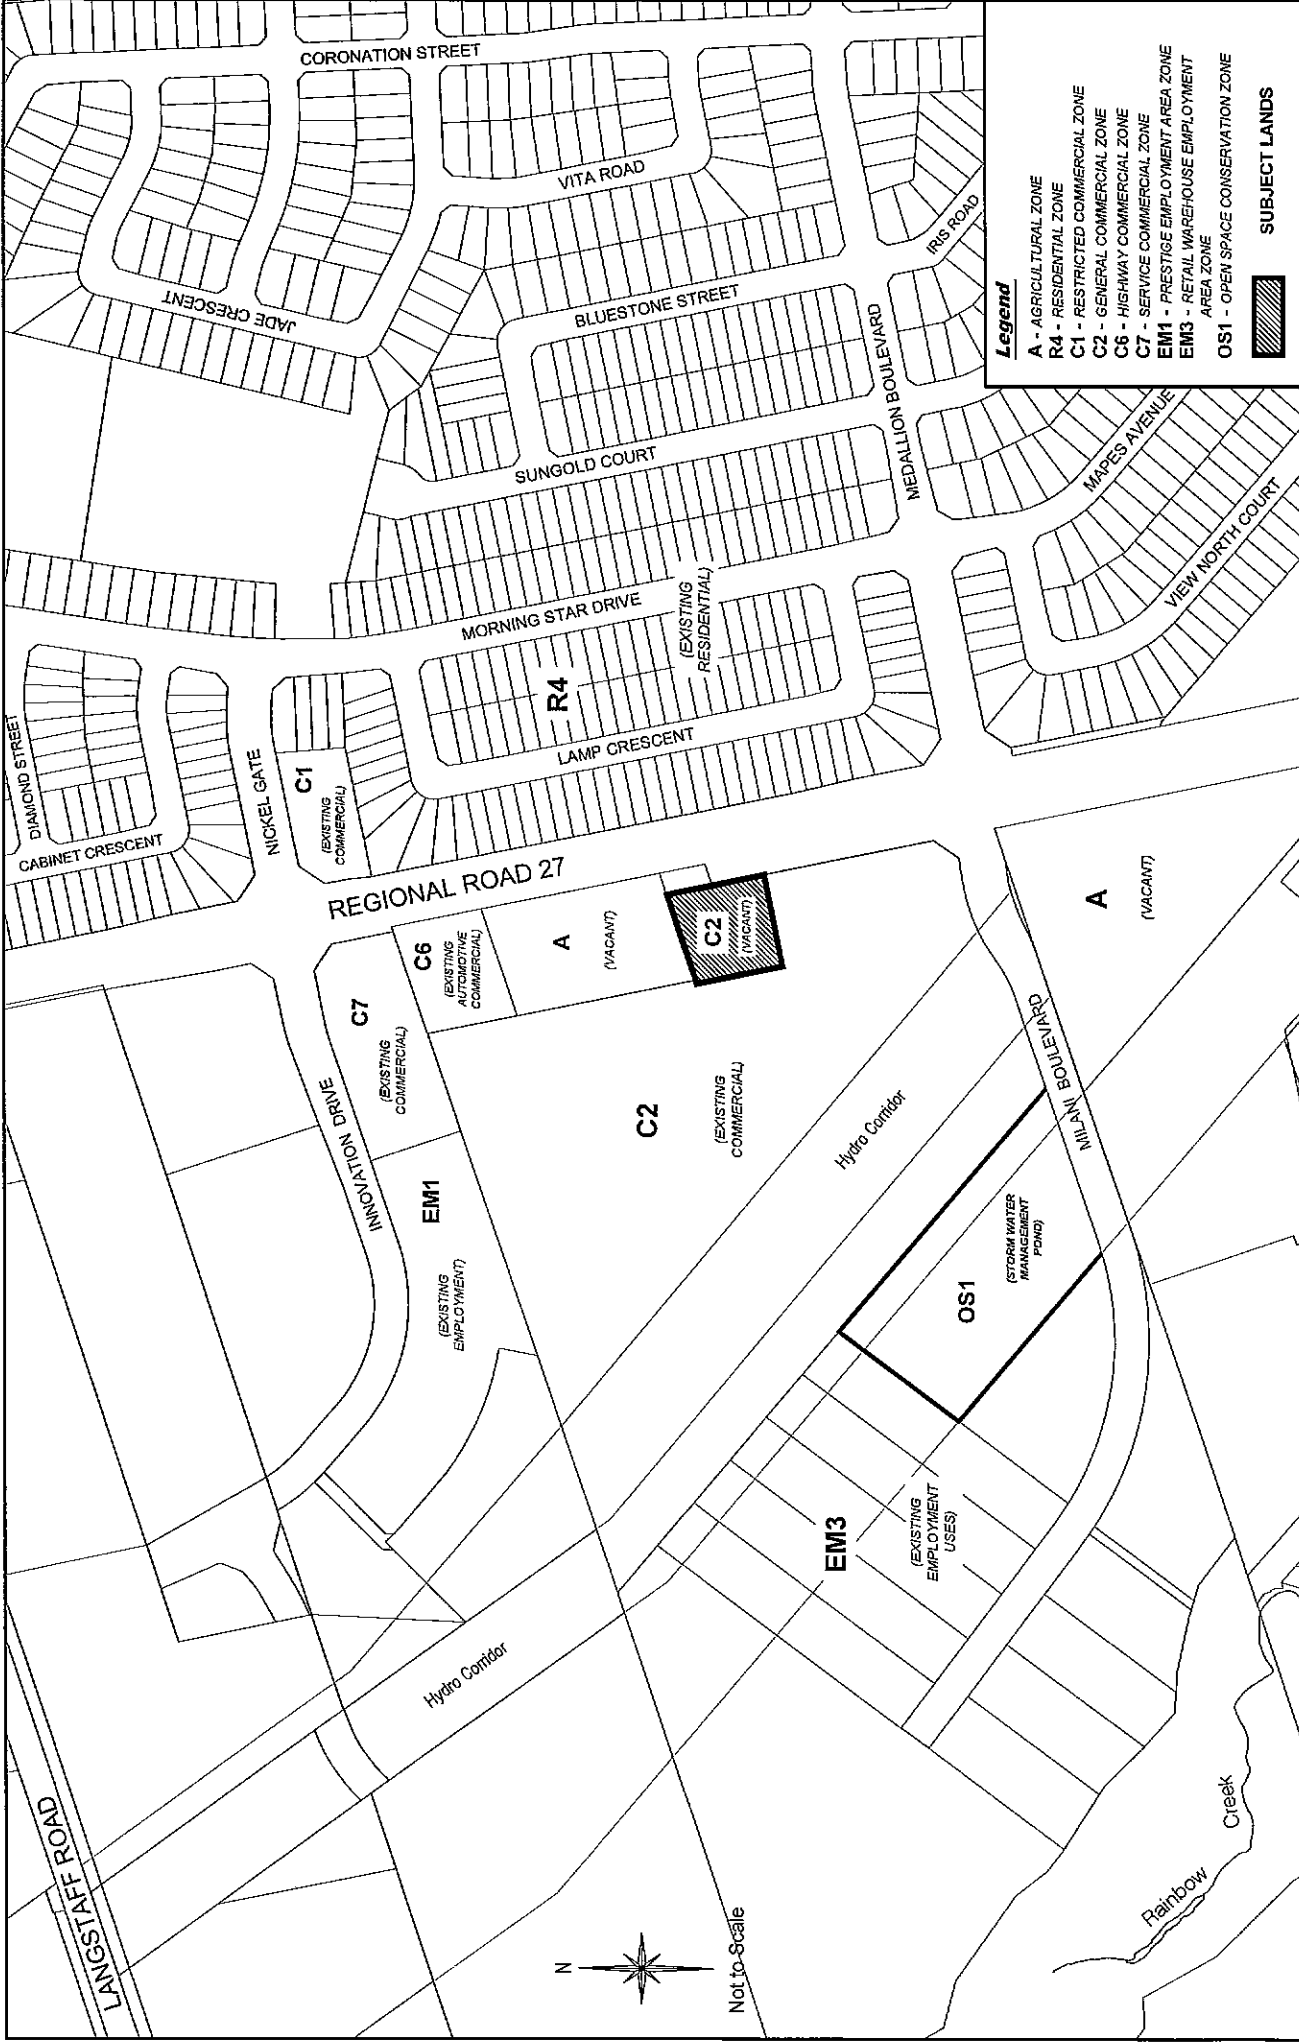 CORONATION STREET
JADE CRESCENT
VITA ROAD
BLUESTONE STREET
IRIS ROAD
SUNGOLD COURT
MEDALLION BOULEVARD
MAPES AVENUE
VIEW NORTH COURT
MORNING STAR DRIVE
(EXISTING
RESIDENTIAL)
R4
LAMP CRESCENT
DIAMOND STREET
CABINET CRESCENT
NICKEL GATE
C1
(EXISTING
COMMERCIAL)
REGIONAL ROAD 27
C6
(EXISTING
AUTOMOTIVE
COMMERCIAL)
A
(VACANT)
C2
(VACANT)
A
(VACANT)
C7
(EXISTING
COMMERCIAL)
INNOVATION DRIVE
EM1
(EXISTING
EMPLOYMENT)
C2
(EXISTING
COMMERCIAL)
Hydro Corridor
MILANI BOULEVARD
OS1
(STORM WATER
MANAGEMENT
POND)
EM3
(EXISTING
EMPLOYMENT
USES)
Hydro Corridor
LANGSTAFF ROAD
N
Not to Scale
Rainbow
Creek
Legend
A - AGRICULTURAL ZONE
R4 - RESIDENTIAL ZONE
C1 - RESTRICTED COMMERCIAL ZONE
C2 - GENERAL COMMERCIAL ZONE
C6 - HIGHWAY COMMERCIAL ZONE
C7 - SERVICE COMMERCIAL ZONE
EM1 - PRESTIGE EMPLOYMENT AREA ZONE
EM3 - RETAIL WAREHOUSE EMPLOYMENT
AREA ZONE
OS1 - OPEN SPACE CONSERVATION ZONE
SUBJECT LANDS